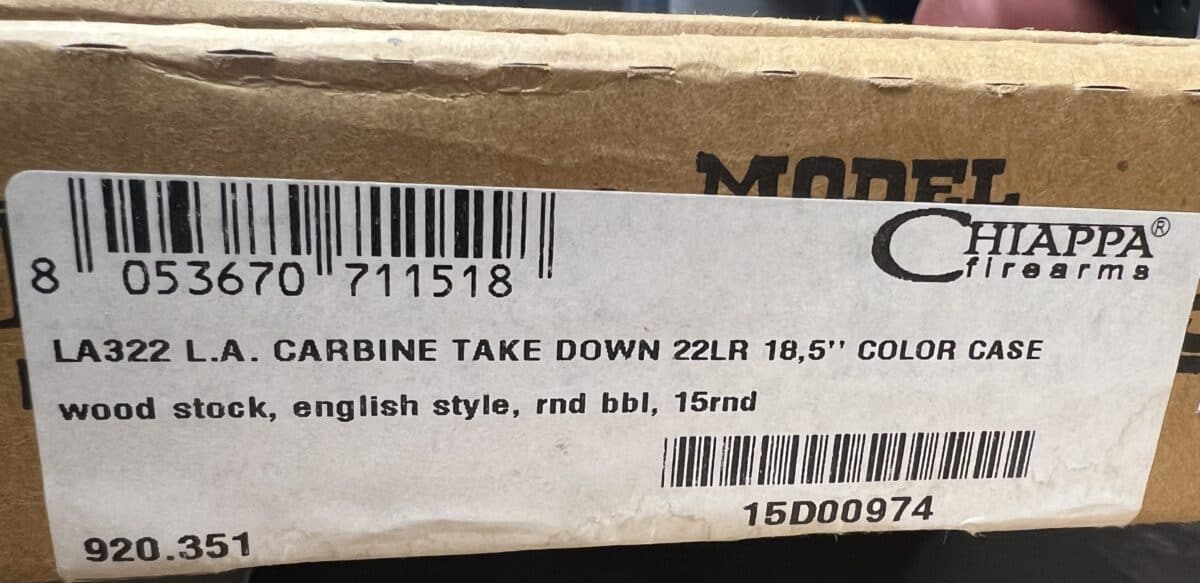 MODEL
CHIAPPA®
firearms
8 053670 711518
LA322 L.A. CARBINE TAKE DOWN 22LR 18,5'' COLOR CASE
wood stock, english style, rnd bbl, 15rnd
15D00974
920.351